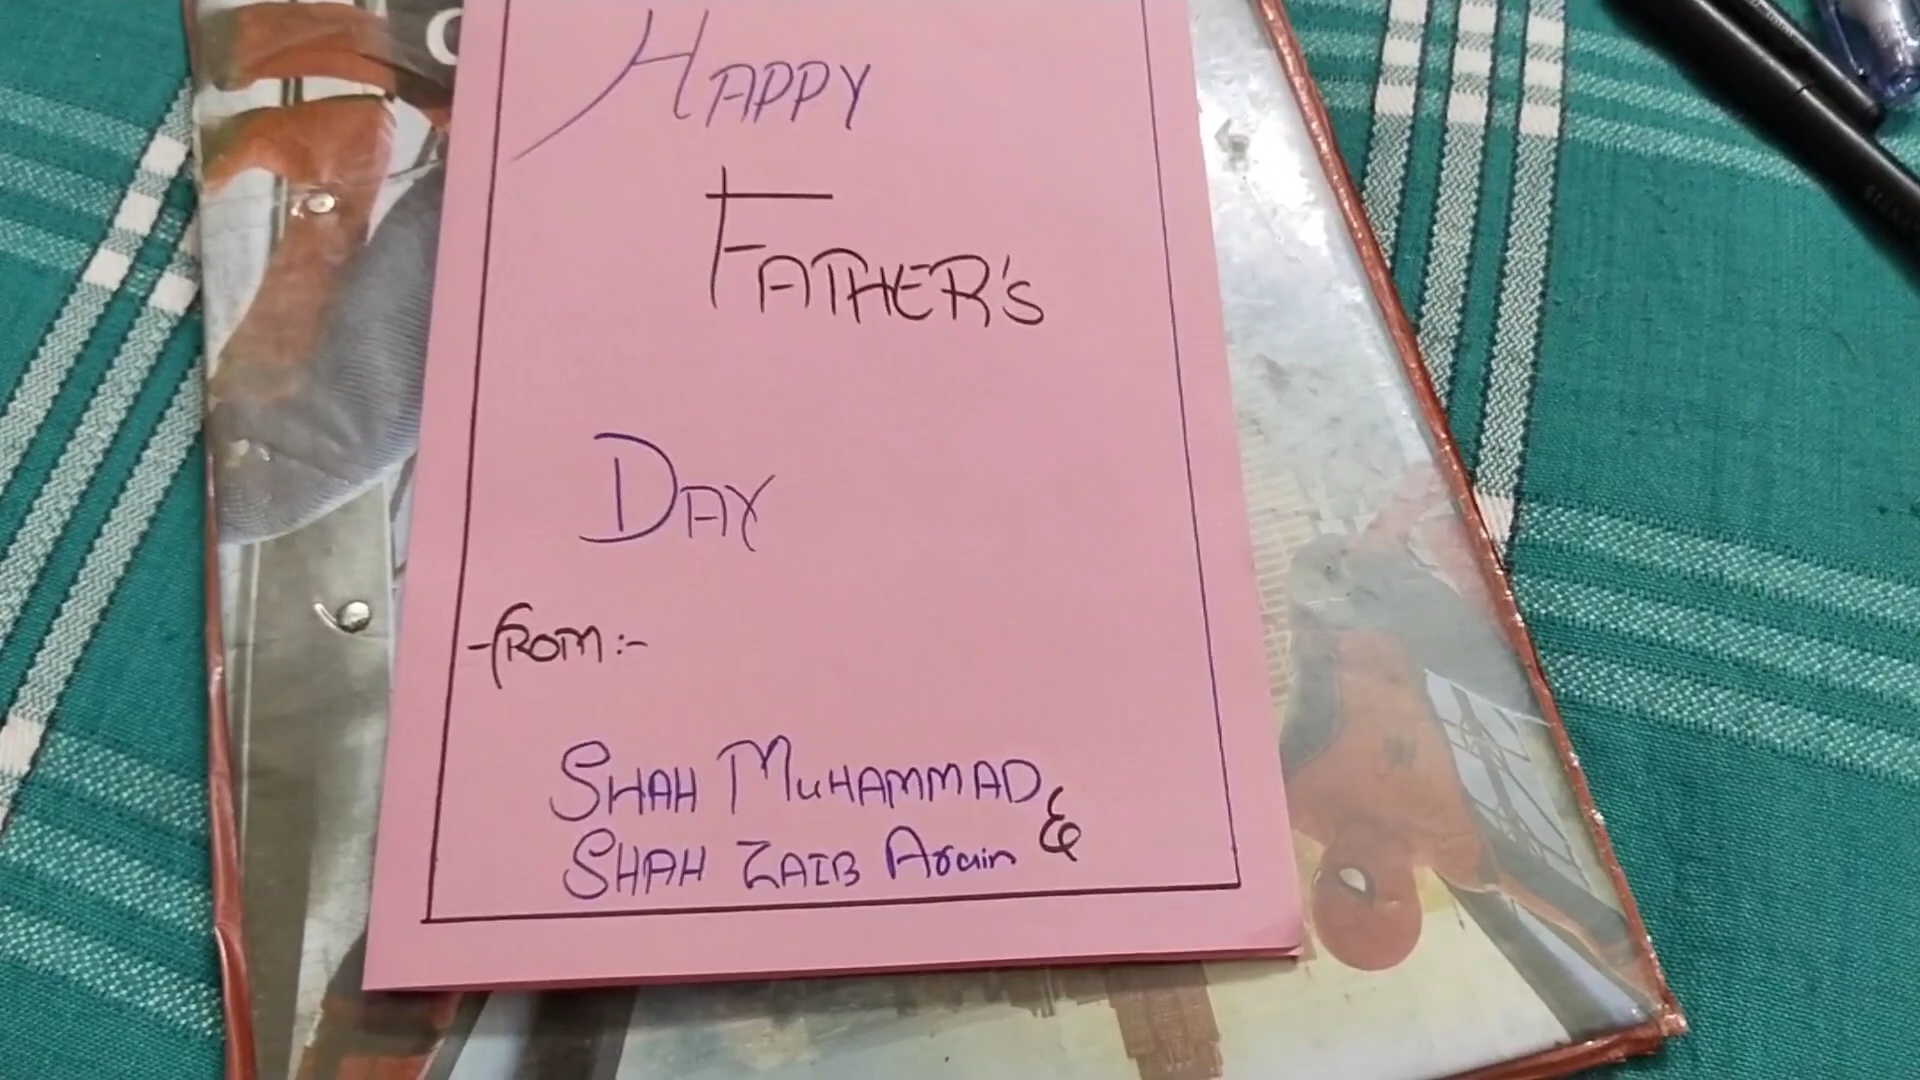 HAPPY
FATHER'S
DAY
FROM:-
SHAH MUHAMMAD &
SHAH ZAIB Arain